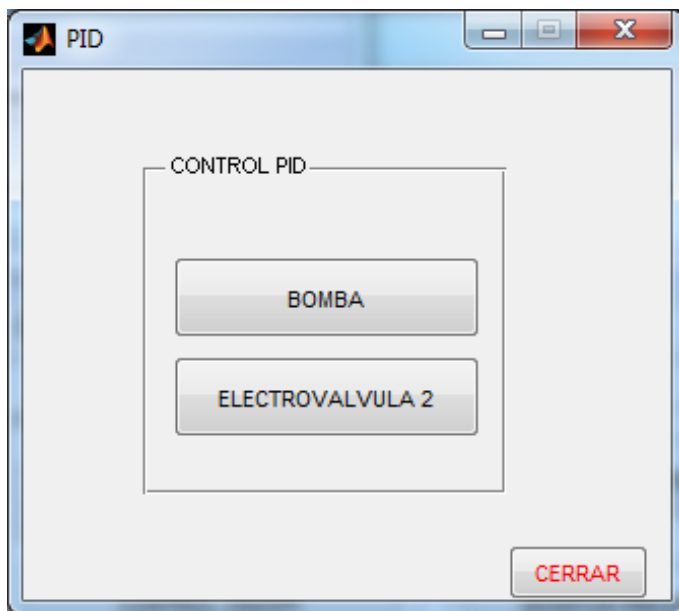 PID
CONTROL PID
BOMBA
ELECTROVALVULA 2
CERRAR